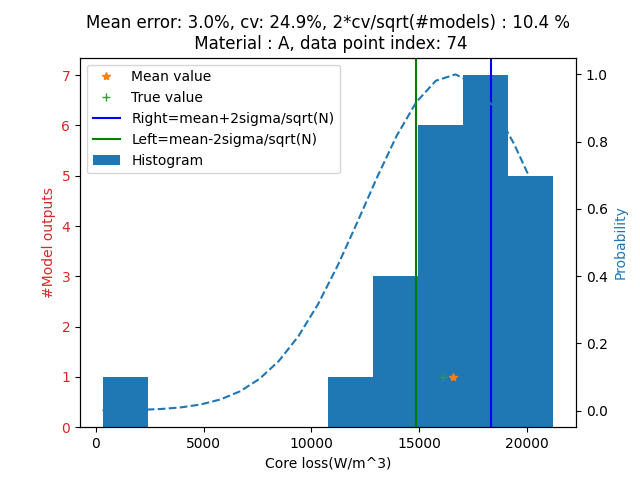 Mean error: 3.0%, cv: 24.9%, 2*cv/sqrt(#models) : 10.4 %
Material : A, data point index: 74
Mean value
True value
Right=mean+2sigma/sqrt(N)
Left=mean-2sigma/sqrt(N)
Histogram
#Model outputs
7
6
5
4
3
2
1
0
1.0
0.8
0.6
0.4
0.2
0.0
Probability
0
5000
10000
15000
20000
Core loss(W/m^3)